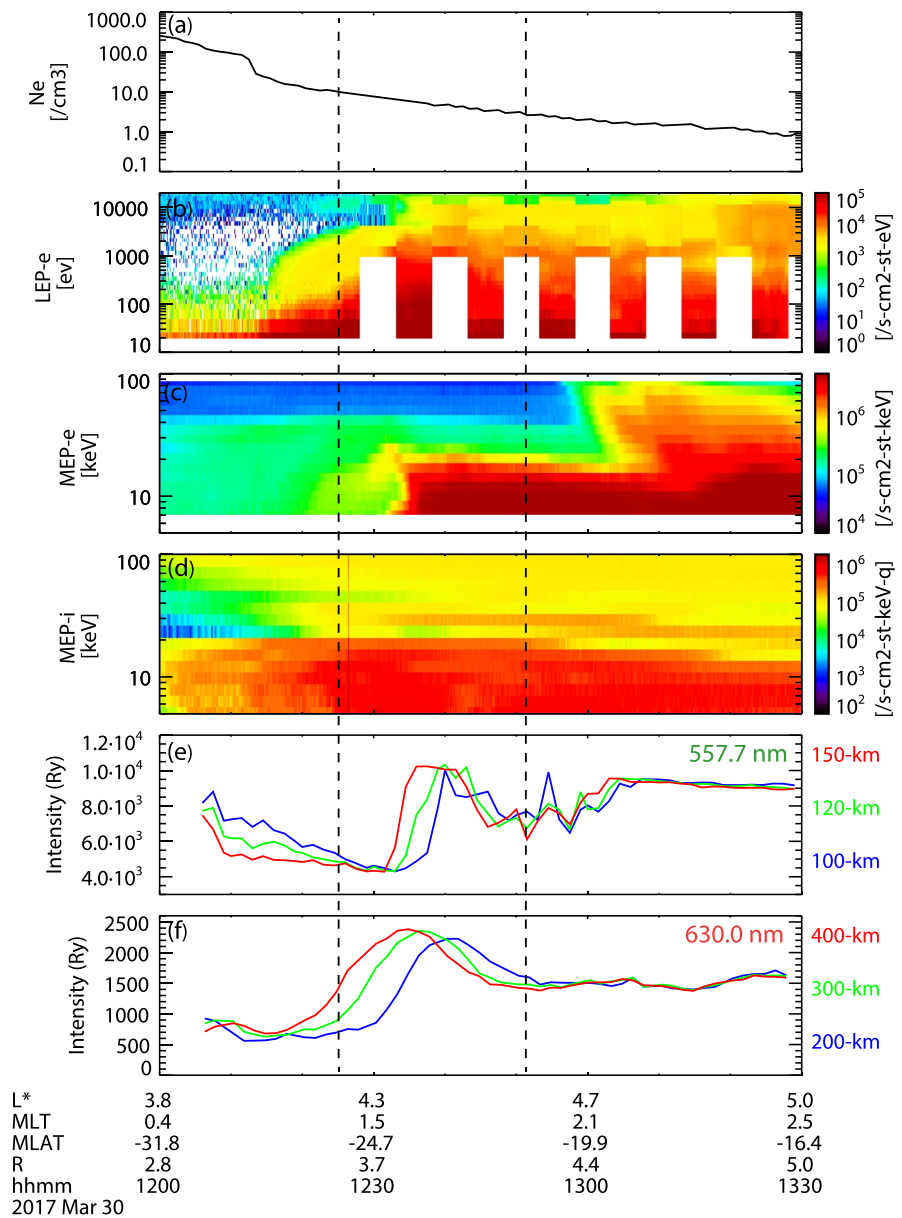 (a)
1000.0
100.0
10.0
1.0
0.1
Ne
[/cm3]
(b)
10000
1000
100
10
LEP-e
[ev]
10^5
10^4
10^3
10^2
10^1
10^0
[/s-cm2-st-eV]
(c)
100
10
MEP-e
[keV]
10^6
10^5
10^4
[/s-cm2-st-keV]
(d)
100
10
MEP-i
[keV]
10^6
10^5
10^4
10^3
10^2
[/s-cm2-st-keV-q]
(e)
1.2·10^4
1.0·10^4
8.0·10^3
6.0·10^3
4.0·10^3
Intensity (Ry)
557.7 nm
150-km
120-km
100-km
(f)
2500
2000
1500
1000
500
0
Intensity (Ry)
630.0 nm
400-km
300-km
200-km
L* 3.8 4.3 4.7 5.0
MLT 0.4 1.5 2.1 2.5
MLAT -31.8 -24.7 -19.9 -16.4
R 2.8 3.7 4.4 5.0
hhmm 1200 1230 1300 1330
2017 Mar 30